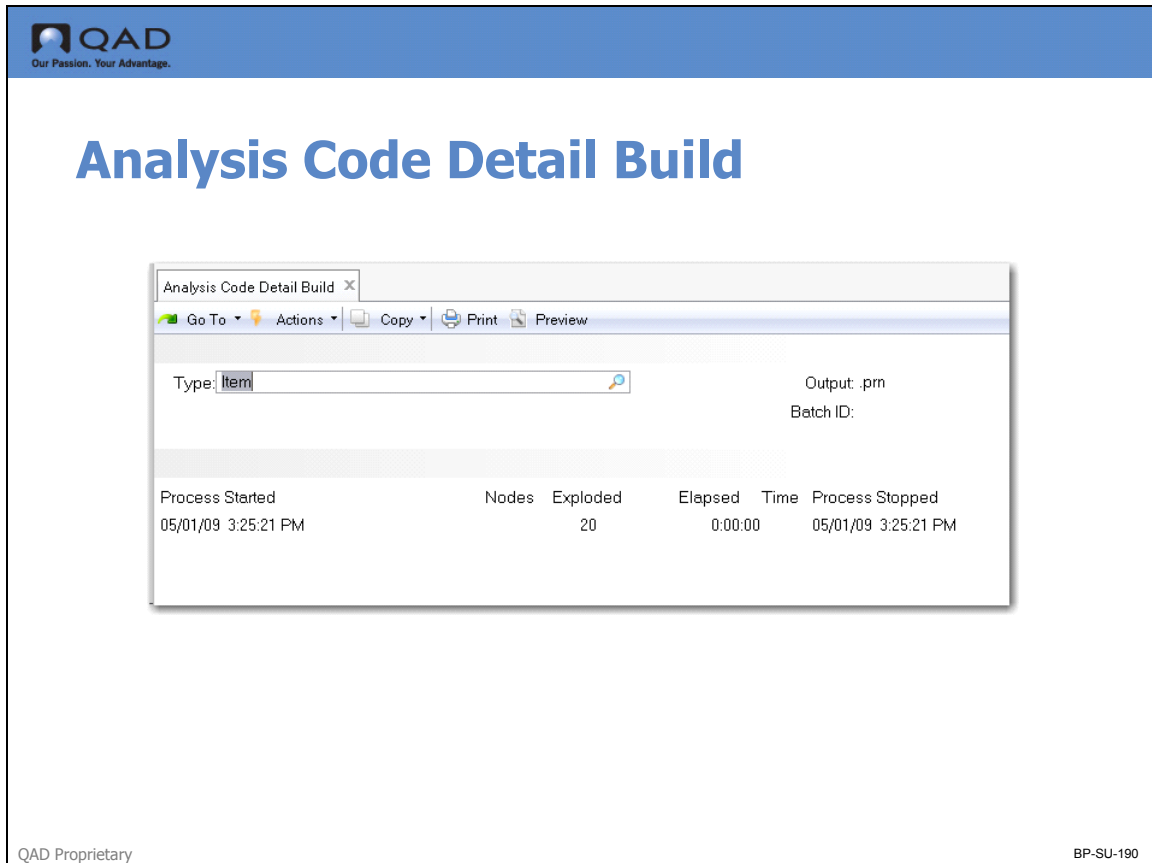 QAD
Our Passion. Your Advantage.
Analysis Code Detail Build
Analysis Code Detail Build X
Go To Actions Copy Print Preview
Type: Item Output: .prn
Batch ID:
Process Started Nodes Exploded Elapsed Time Process Stopped
05/01/09 3:25:21 PM 20 0:00:00 05/01/09 3:25:21 PM
QAD Proprietary BP-SU-190